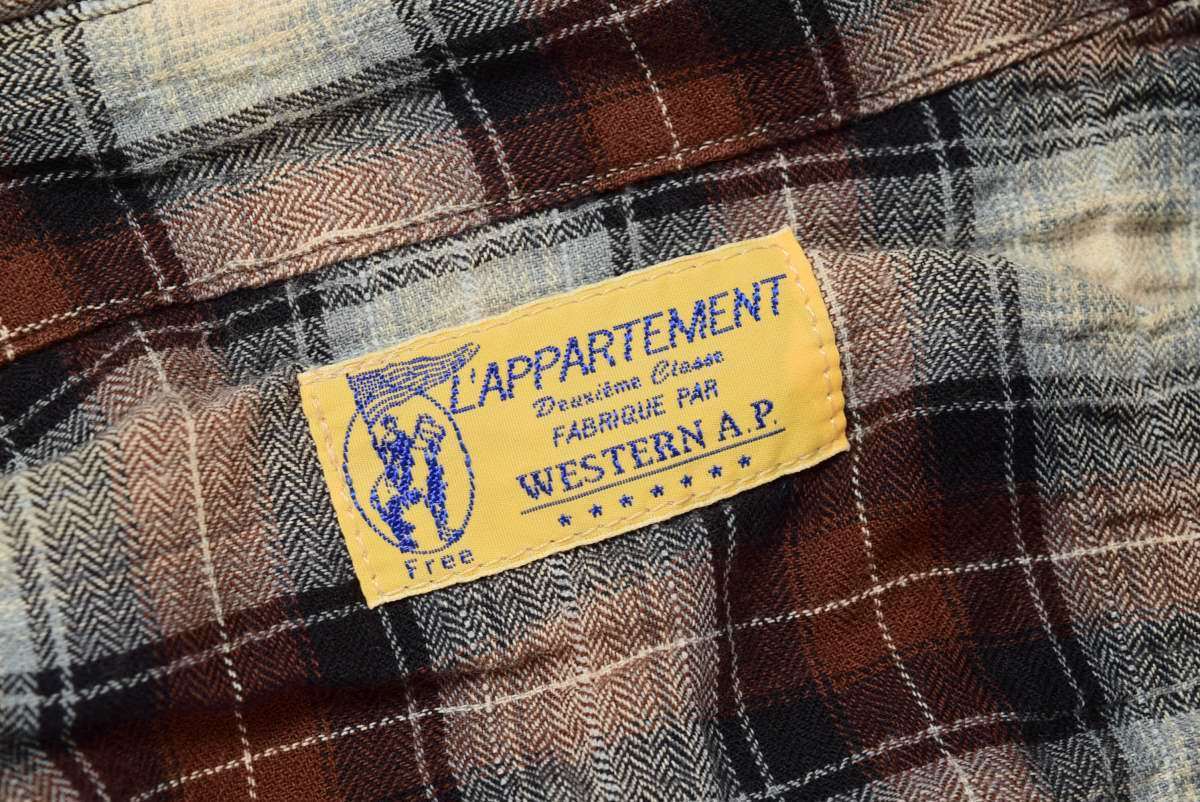 L'APPARTEMENT
Deuxième Classe
FABRIQUE PAR
WESTERN A.P.
Free